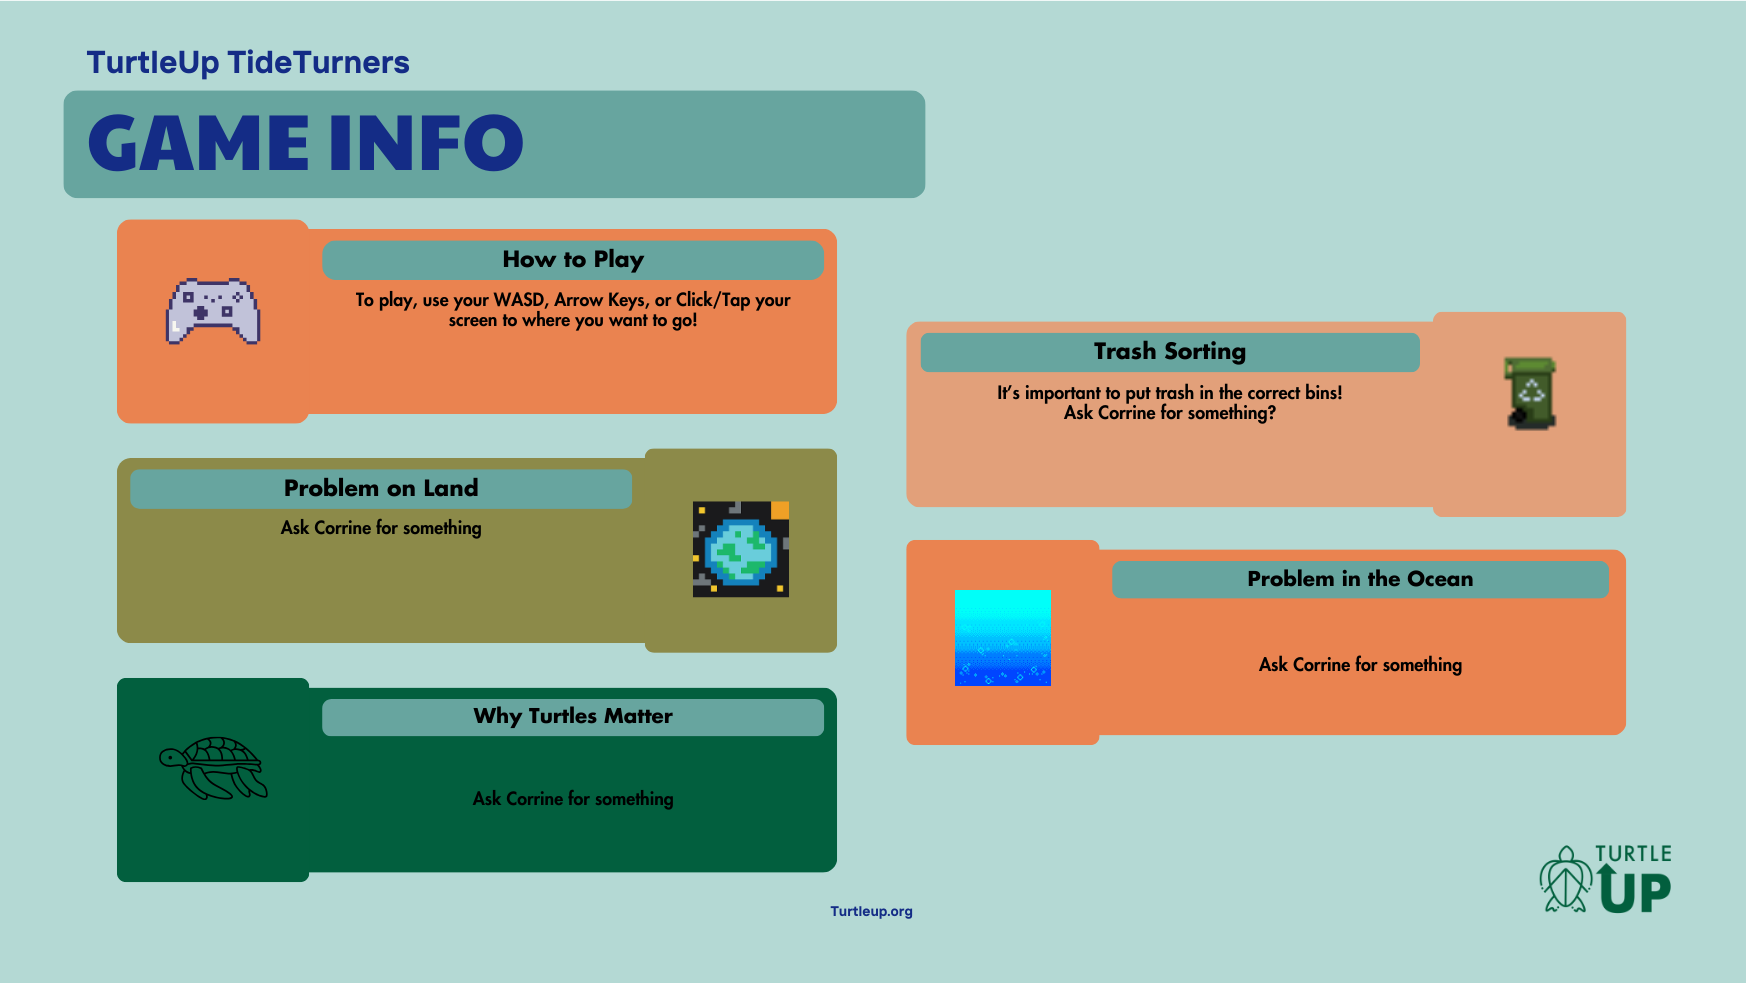 TurtleUp TideTurners
GAME INFO
How to Play
To play, use your WASD, Arrow Keys, or Click/Tap your
screen to where you want to go!
Problem on Land
Ask Corrine for something
Why Turtles Matter
Ask Corrine for something
Trash Sorting
It's important to put trash in the correct bins!
Ask Corrine for something?
Problem in the Ocean
Ask Corrine for something
Turtleup.org
TURTLE
UP